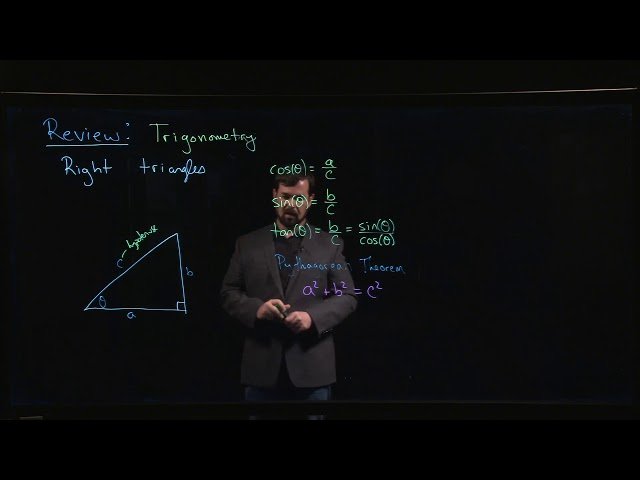 Review: Trigonometry
Right triangles
cos(θ) = a/c
sin(θ) = b/c
tan(θ) = b/c = sin(θ)/cos(θ)
Pythagorean Theorem
a² + b² = c²
c hypotenuse
b
θ
a